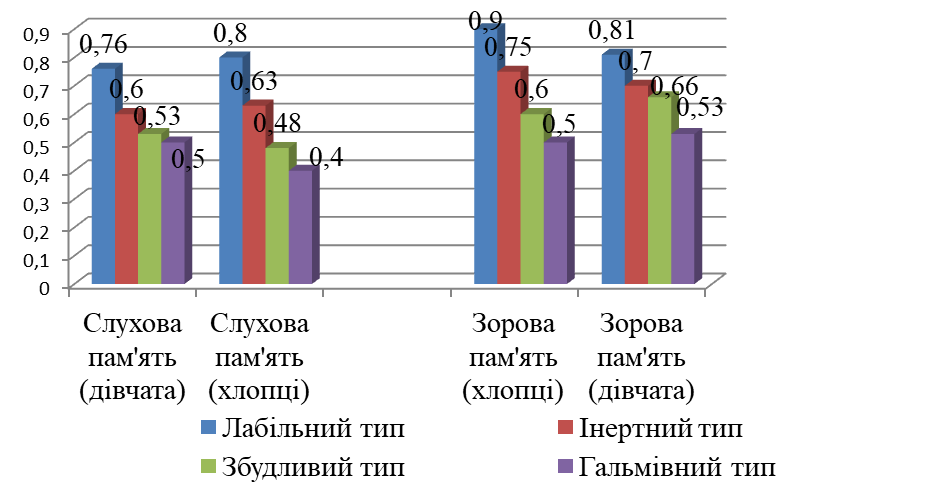 0,9
0,8
0,7
0,6
0,5
0,4
0,3
0,2
0,1
0
0,76
0,6
0,53
0,5
0,8
0,63
0,48
0,4
0,9
0,75
0,6
0,5
0,81
0,7
0,66
0,53
Слухова
пам'ять
(дівчата)
Слухова
пам'ять
(хлопці)
Зорова
пам'ять
(хлопці)
Зорова
пам'ять
(дівчата)
Лабільний тип
Інертний тип
Збудливий тип
Гальмівний тип